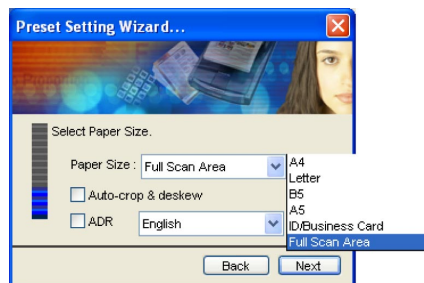 Preset Setting Wizard...
Select Paper Size.
Paper Size : Full Scan Area
A4
Letter
B5
A5
ID/Business Card
Full Scan Area
Auto-crop & deskew
ADR English
Back Next